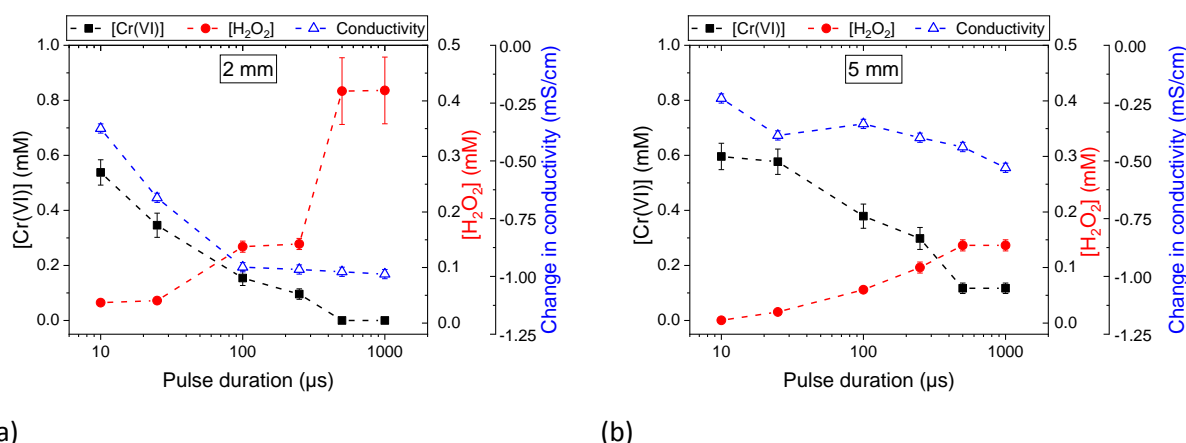 [Cr(VI)] [H₂O₂] Conductivity
2 mm
1.0
0.8
0.6
0.4
0.2
0.0
[Cr(VI)] (mM)
0.5
0.4
0.3
0.2
0.1
0.0
[H₂O₂] (mM)
0.00
-0.25
-0.50
-0.75
-1.00
-1.25
Change in conductivity (mS/cm)
10 100 1000
Pulse duration (µs)
a)
[Cr(VI)] [H₂O₂] Conductivity
5 mm
1.0
0.8
0.6
0.4
0.2
0.0
[Cr(VI)] (mM)
0.5
0.4
0.3
0.2
0.1
0.0
[H₂O₂] (mM)
0.00
-0.25
-0.50
-0.75
-1.00
-1.25
Change in conductivity (mS/cm)
10 100 1000
Pulse duration (µs)
(b)